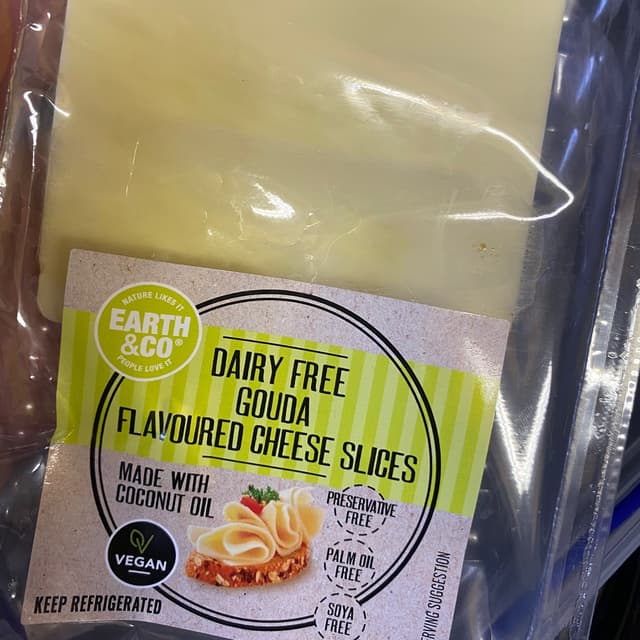 NATURE LIKES IT
EARTH
&CO®
PEOPLE LOVE IT
DAIRY FREE
GOUDA
FLAVOURED CHEESE SLICES
MADE WITH
COCONUT OIL
PRESERVATIVE
FREE
PALM OIL
FREE
SOYA
FREE
VEGAN
KEEP REFRIGERATED
SUGGESTION